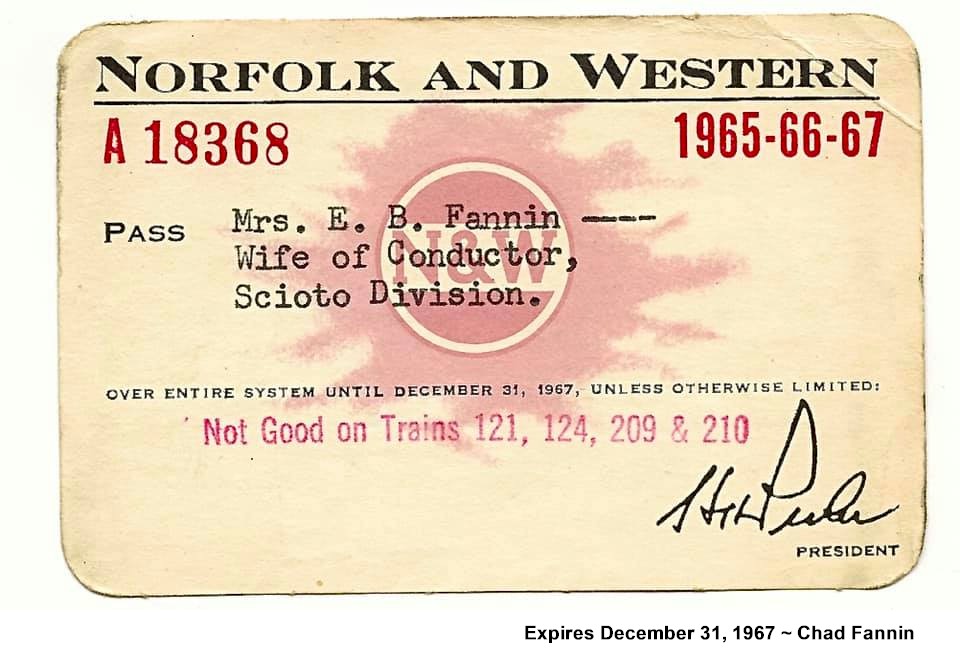 NORFOLK AND WESTERN
A 18368 1965-66-67
PASS Mrs. E. B. Fannin ----
Wife of Conductor,
Scioto Division.
N&W
OVER ENTIRE SYSTEM UNTIL DECEMBER 31, 1967, UNLESS OTHERWISE LIMITED:
Not Good on Trains 121, 124, 209 & 210
PRESIDENT
Expires December 31, 1967 ~ Chad Fannin